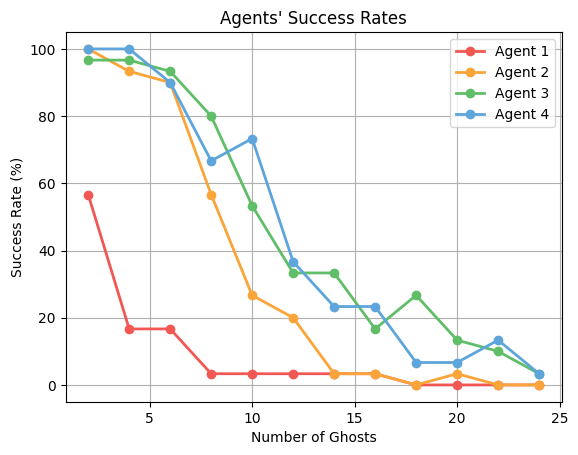 Agents' Success Rates
Agent 1
Agent 2
Agent 3
Agent 4
Success Rate (%)
100
80
60
40
20
0
5
10
15
20
25
Number of Ghosts